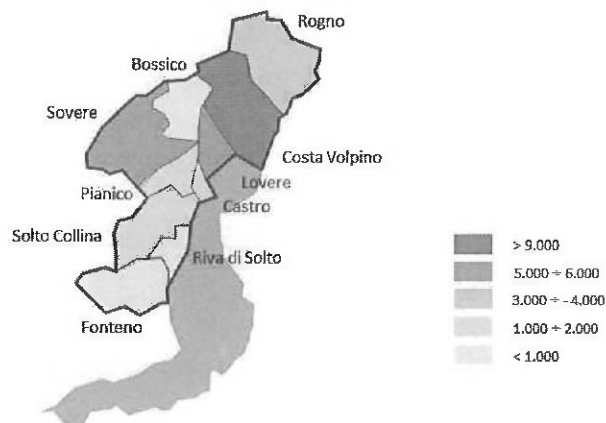 Rogno
Bossico
Sovere
Costa Volpino
Lovere
Pianico
Castro
Solto Collina
Riva di Solto
Fonteno
> 9.000
5.000 ÷ 6.000
3.000 ÷ -4.000
1.000 ÷ 2.000
< 1.000